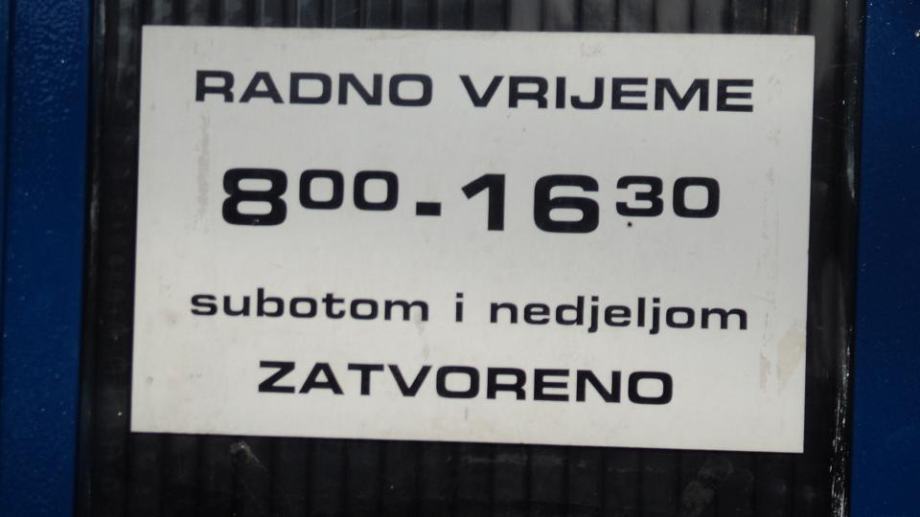 RADNO VRIJEME
8⁰⁰-16³⁰
subotom i nedjeljom
ZATVORENO